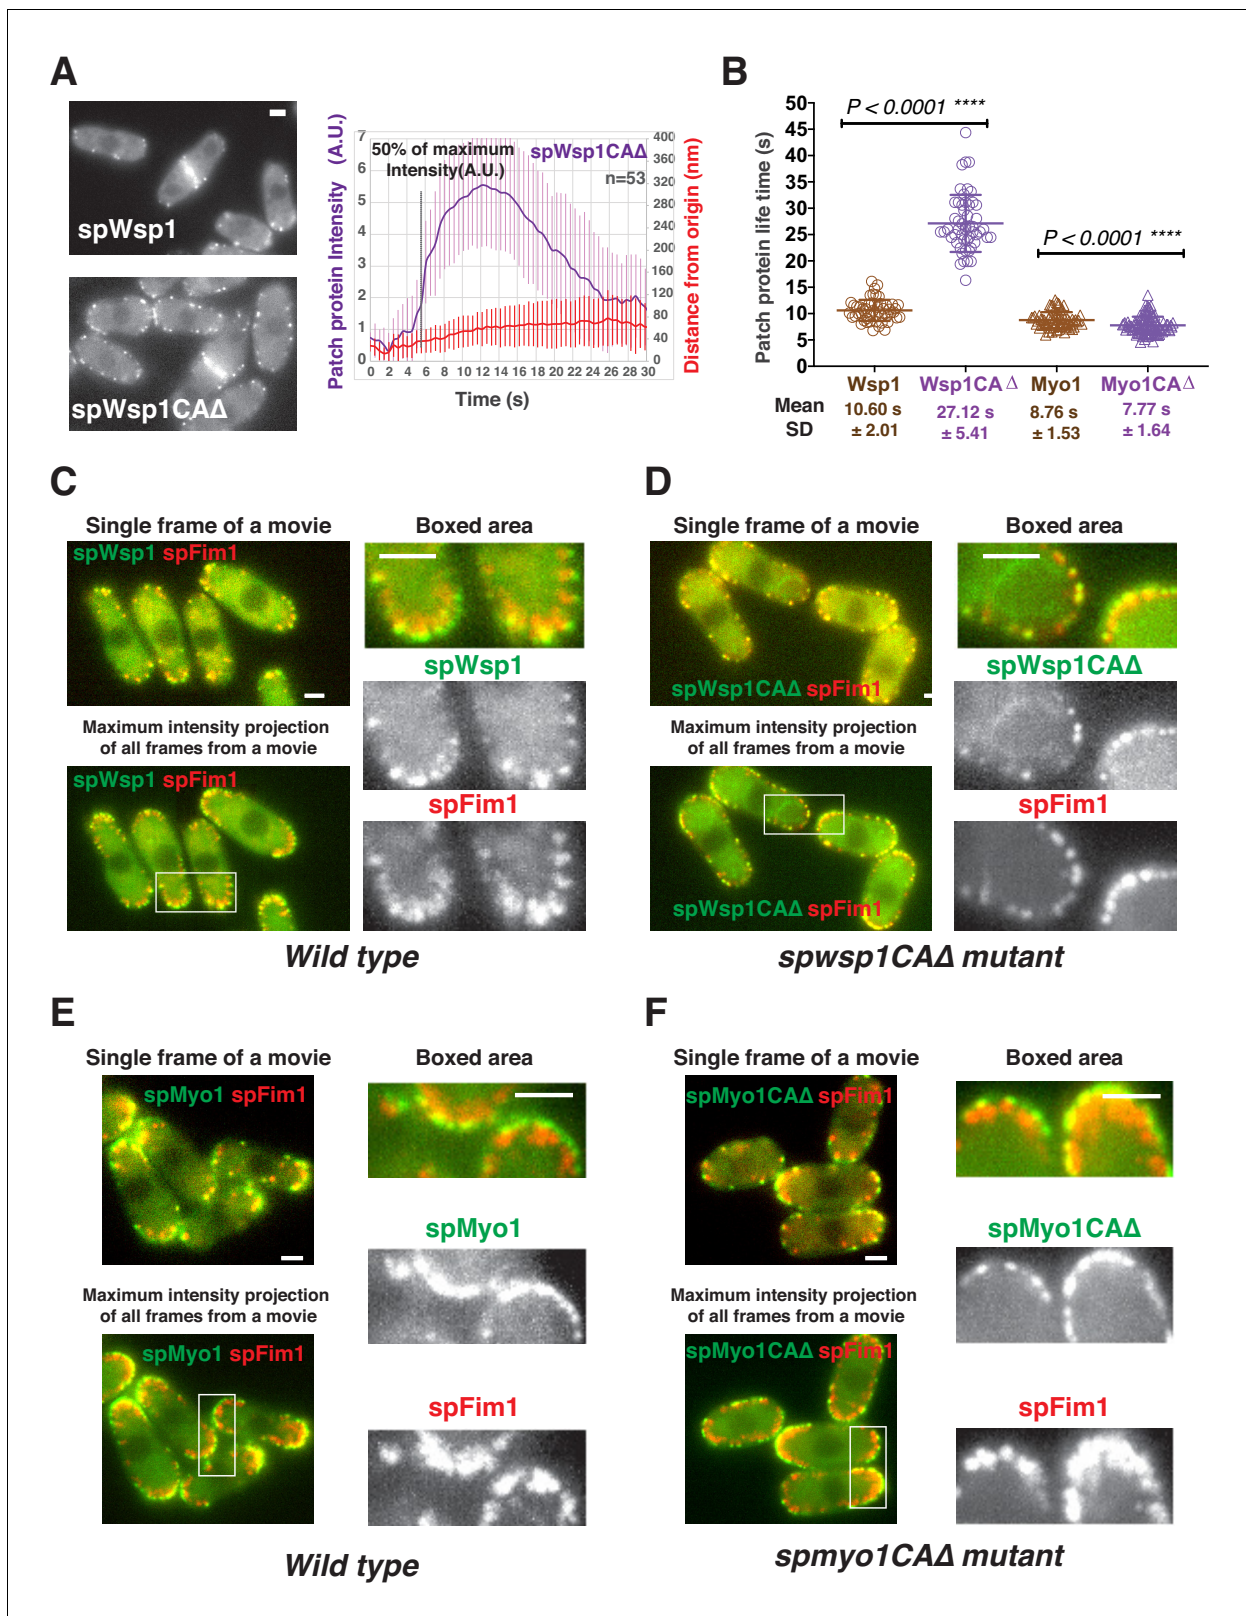 A
spWsp1
spWsp1CAΔ
Patch protein Intensity (A.U.)
7
6
5
4
3
2
1
0
50% of maximum
Intensity(A.U.)
spWsp1CAΔ
n=53
400
360
320
280
240
200
160
120
80
40
0
Distance from origin (nm)
0 2 4 6 8 10 12 14 16 18 20 22 24 26 28 30
Time (s)
B
Patch protein life time (s)
50
45
40
35
30
25
20
15
10
5
0
P < 0.0001 ****
P < 0.0001 ****
Wsp1 Wsp1CAΔ Myo1 Myo1CAΔ
Mean 10.60 s 27.12 s 8.76 s 7.77 s
SD ± 2.01 ± 5.41 ± 1.53 ± 1.64
C
Single frame of a movie
spWsp1 spFim1
Maximum intensity projection
of all frames from a movie
spWsp1 spFim1
Boxed area
spWsp1
spFim1
Wild type
D
Single frame of a movie
spWsp1CAΔ spFim1
Maximum intensity projection
of all frames from a movie
spWsp1CAΔ spFim1
Boxed area
spWsp1CAΔ
spFim1
spwsp1CAΔ mutant
E
Single frame of a movie
spMyo1 spFim1
Maximum intensity projection
of all frames from a movie
spMyo1 spFim1
Boxed area
spMyo1
spFim1
Wild type
F
Single frame of a movie
spMyo1CAΔ spFim1
Maximum intensity projection
of all frames from a movie
spMyo1CAΔ spFim1
Boxed area
spMyo1CAΔ
spFim1
spmyo1CAΔ mutant